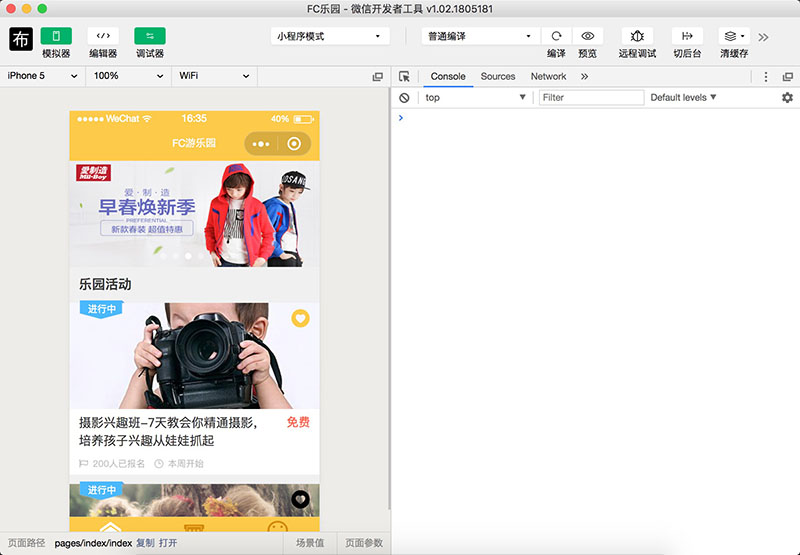 FC乐园 - 微信开发者工具 v1.02.1805181
布
模拟器
编辑器
调试器
小程序模式
普通编译
编译
预览
远程调试
切后台
清缓存
iPhone 5
100%
WiFi
Console
Sources
Network
top
Filter
Default levels
WeChat
16:35
40%
FC游乐园
爱制造
Mil-Boy
爱·制·造
早春焕新季
PREFERENTIAL
新款春装 超值特惠
乐园活动
进行中
摄影兴趣班-7天教会你精通摄影,
免费
培养孩子兴趣从娃娃抓起
200人已报名
本周开始
进行中
页面路径
pages/index/index
复制
打开
场景值
页面参数